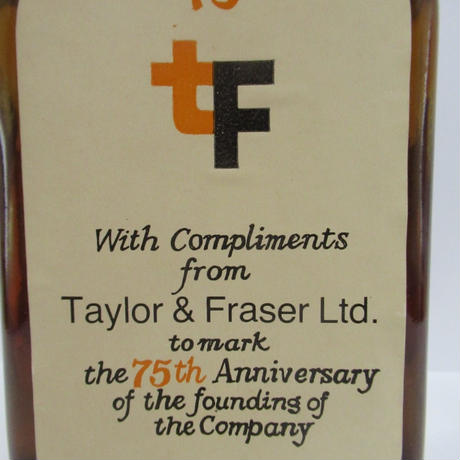 tF
With Compliments
from
Taylor & Fraser Ltd.
to mark
the 75th Anniversary
of the founding of
the Company